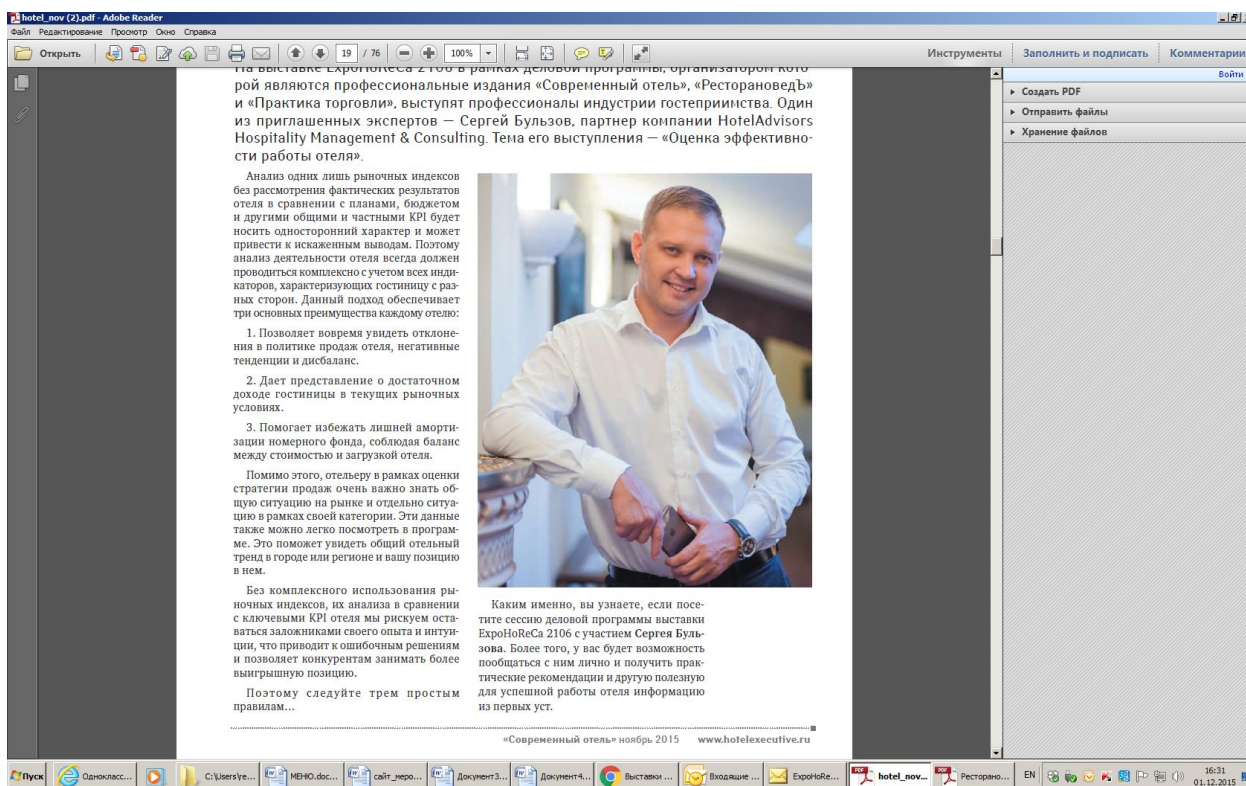 hotel_nov (2).pdf - Adobe Reader
Файл Редактирование Просмотр Окно Справка
Открыть 19 / 76 100% Инструменты Заполнить и подписать Комментарии
Войти
Создать PDF
Отправить файлы
Хранение файлов
На выставке ExpoHoReCa 2106 в рамках деловой программы, организатором кото-
рой являются профессиональные издания «Современный отель», «РесторановедЪ»
и «Практика торговли», выступят профессионалы индустрии гостеприимства. Один
из приглашенных экспертов — Сергей Бульзов, партнер компании HotelAdvisors
Hospitality Management & Consulting. Тема его выступления — «Оценка эффективно-
сти работы отеля».
Анализ одних лишь рыночных индексов
без рассмотрения фактических результатов
отеля в сравнении с планами, бюджетом
и другими общими и частными KPI будет
носить односторонний характер и может
привести к искаженным выводам. Поэтому
анализ деятельности отеля всегда должен
проводиться комплексно с учетом всех инди-
каторов, характеризующих гостиницу с раз-
ных сторон. Данный подход обеспечивает
три основных преимущества каждому отелю:
1. Позволяет вовремя увидеть отклоне-
ния в политике продаж отеля, негативные
тенденции и дисбаланс.
2. Дает представление о достаточном
доходе гостиницы в текущих рыночных
условиях.
3. Помогает избежать лишней аморти-
зации номерного фонда, соблюдая баланс
между стоимостью и загрузкой отеля.
Помимо этого, отельеру в рамках оценки
стратегии продаж очень важно знать об-
щую ситуацию на рынке и отдельно ситуа-
цию в рамках своей категории. Эти данные
также можно легко посмотреть в програм-
ме. Это поможет увидеть общий отельный
тренд в городе или регионе и вашу позицию
в нем.
Без комплексного использования ры-
ночных индексов, их анализа в сравнении
с ключевыми KPI отеля мы рискуем оста-
ваться заложниками своего опыта и интуи-
ции, что приводит к ошибочным решениям
и позволяет конкурентам занимать более
выигрышную позицию.
Поэтому следуйте трем простым
правилам…
Каким именно, вы узнаете, если посе-
тите сессию деловой программы выставки
ExpoHoReCa 2106 с участием Сергея Буль-
зова. Более того, у вас будет возможность
пообщаться с ним лично и получить прак-
тические рекомендации и другую полезную
для успешной работы отеля информацию
из первых уст.
«Современный отель» ноябрь 2015 www.hotelexecutive.ru
Пуск Однокласс... C:\Users\re... МЕНЮ.doc... сайт_меро... Документ3... Документ4... Выставки ... Входящие ... ExpoHoRe... hotel_nov... Ресторано... EN 16:31
01.12.2015